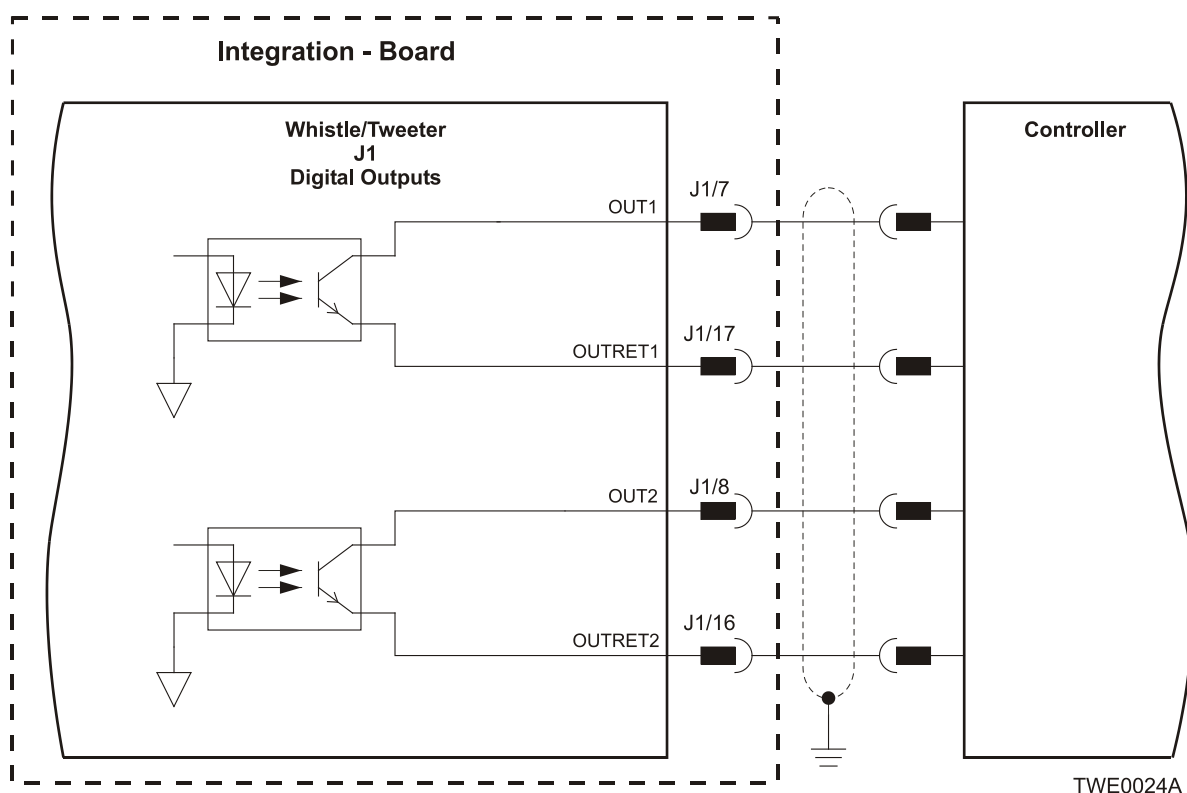 Integration - Board
Whistle/Tweeter
J1
Digital Outputs
Controller
OUT1
J1/7
OUTRET1
J1/17
OUT2
J1/8
OUTRET2
J1/16
TWE0024A